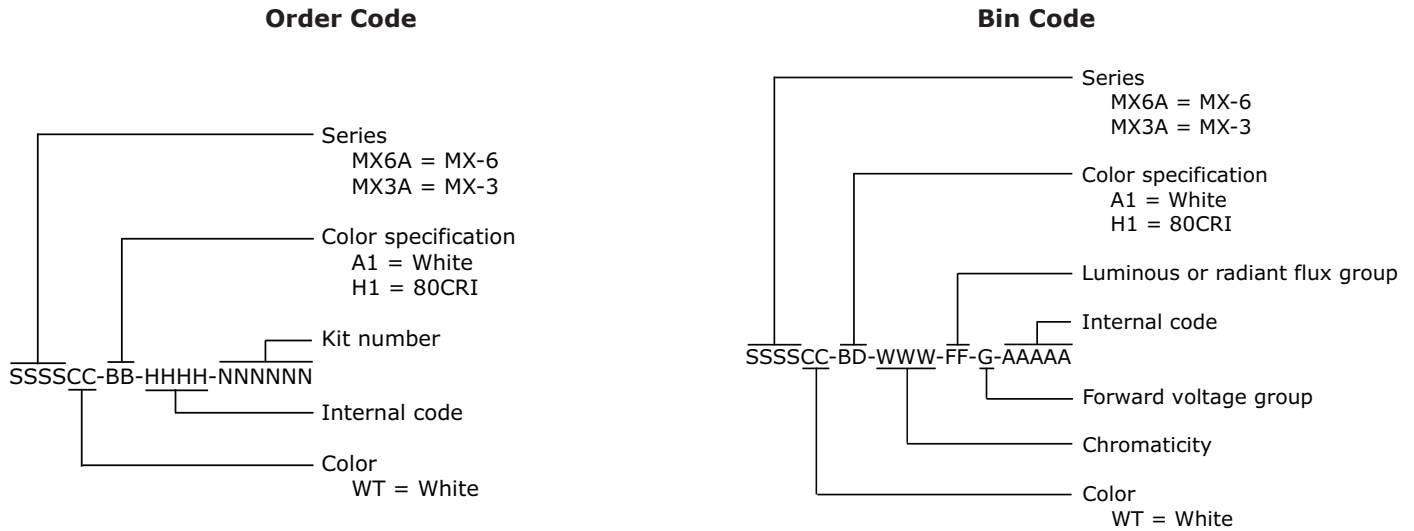 Order Code
Series
MX6A = MX-6
MX3A = MX-3
Color specification
A1 = White
H1 = 80CRI
Kit number
SSSSCC-BB-HHHH-NNNNNN
Internal code
Color
WT = White
Bin Code
Series
MX6A = MX-6
MX3A = MX-3
Color specification
A1 = White
H1 = 80CRI
Luminous or radiant flux group
Internal code
SSSSCC-BD-WWW-FF-G-AAAAA
Forward voltage group
Chromaticity
Color
WT = White